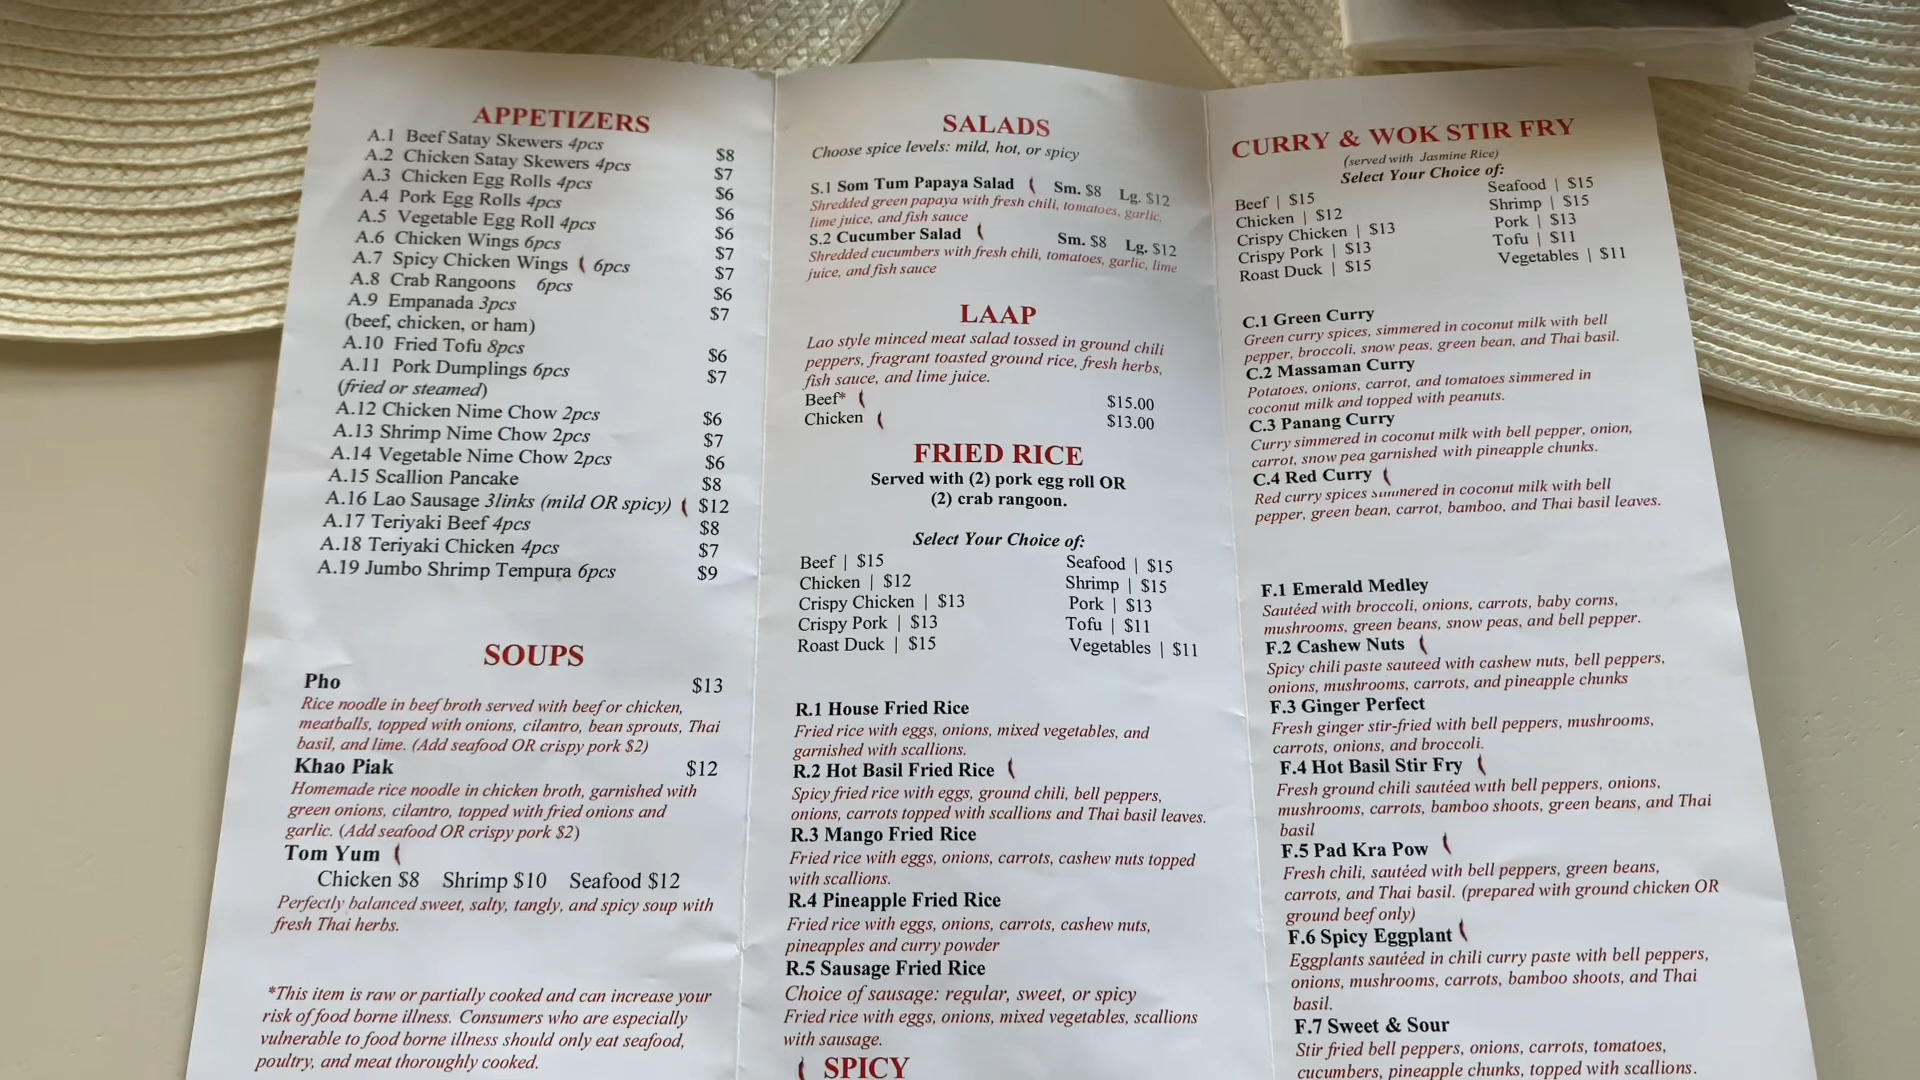 APPETIZERS
A.1 Beef Satay Skewers 4pcs $8
A.2 Chicken Satay Skewers 4pcs $7
A.3 Chicken Egg Rolls 4pcs $6
A.4 Pork Egg Rolls 4pcs $6
A.5 Vegetable Egg Roll 4pcs $6
A.6 Chicken Wings 6pcs $7
A.7 Spicy Chicken Wings 6pcs $7
A.8 Crab Rangoons 6pcs $6
A.9 Empanada 3pcs $7
(beef, chicken, or ham)
A.10 Fried Tofu 8pcs $6
A.11 Pork Dumplings 6pcs $7
(fried or steamed)
A.12 Chicken Nime Chow 2pcs $6
A.13 Shrimp Nime Chow 2pcs $7
A.14 Vegetable Nime Chow 2pcs $6
A.15 Scallion Pancake $8
A.16 Lao Sausage 3links (mild OR spicy) $12
A.17 Teriyaki Beef 4pcs $8
A.18 Teriyaki Chicken 4pcs $7
A.19 Jumbo Shrimp Tempura 6pcs $9
SOUPS
Pho $13
Rice noodle in beef broth served with beef or chicken,
meatballs, topped with onions, cilantro, bean sprouts, Thai
basil, and lime. (Add seafood OR crispy pork $2)
Khao Piak $12
Homemade rice noodle in chicken broth, garnished with
green onions, cilantro, topped with fried onions and
garlic. (Add seafood OR crispy pork $2)
Tom Yum
Chicken $8 Shrimp $10 Seafood $12
Perfectly balanced sweet, salty, tangly, and spicy soup with
fresh Thai herbs.
*This item is raw or partially cooked and can increase your
risk of food borne illness. Consumers who are especially
vulnerable to food borne illness should only eat seafood,
poultry, and meat thoroughly cooked.
SALADS
Choose spice levels: mild, hot, or spicy
S.1 Som Tum Papaya Salad Sm. $8 Lg. $12
Shredded green papaya with fresh chili, tomatoes, garlic,
lime juice, and fish sauce
S.2 Cucumber Salad Sm. $8 Lg. $12
Shredded cucumbers with fresh chili, tomatoes, garlic, lime
juice, and fish sauce
LAAP
Lao style minced meat salad tossed in ground chili
peppers, fragrant toasted ground rice, fresh herbs,
fish sauce, and lime juice.
Beef* $15.00
Chicken $13.00
FRIED RICE
Served with (2) pork egg roll OR
(2) crab rangoon.
Select Your Choice of:
Beef | $15 Seafood | $15
Chicken | $12 Shrimp | $15
Crispy Chicken | $13 Pork | $13
Crispy Pork | $13 Tofu | $11
Roast Duck | $15 Vegetables | $11
R.1 House Fried Rice
Fried rice with eggs, onions, mixed vegetables, and
garnished with scallions.
R.2 Hot Basil Fried Rice
Spicy fried rice with eggs, ground chili, bell peppers,
onions, carrots topped with scallions and Thai basil leaves.
R.3 Mango Fried Rice
Fried rice with eggs, onions, carrots, cashew nuts topped
with scallions.
R.4 Pineapple Fried Rice
Fried rice with eggs, onions, carrots, cashew nuts,
pineapples and curry powder
R.5 Sausage Fried Rice
Choice of sausage: regular, sweet, or spicy
Fried rice with eggs, onions, mixed vegetables, scallions
with sausage.
SPICY
CURRY & WOK STIR FRY
(served with Jasmine Rice)
Select Your Choice of:
Beef | $15 Seafood | $15
Chicken | $12 Shrimp | $15
Crispy Chicken | $13 Pork | $13
Crispy Pork | $13 Tofu | $11
Roast Duck | $15 Vegetables | $11
C.1 Green Curry
Green curry spices, simmered in coconut milk with bell
pepper, broccoli, snow peas, green bean, and Thai basil.
C.2 Massaman Curry
Potatoes, onions, carrot, and tomatoes simmered in
coconut milk and topped with peanuts.
C.3 Panang Curry
Curry simmered in coconut milk with bell pepper, onion,
carrot, snow pea garnished with pineapple chunks.
C.4 Red Curry
Red curry spices simmered in coconut milk with bell
pepper, green bean, carrot, bamboo, and Thai basil leaves.
F.1 Emerald Medley
Sautéed with broccoli, onions, carrots, baby corns,
mushrooms, green beans, snow peas, and bell pepper.
F.2 Cashew Nuts
Spicy chili paste sauteed with cashew nuts, bell peppers,
onions, mushrooms, carrots, and pineapple chunks
F.3 Ginger Perfect
Fresh ginger stir-fried with bell peppers, mushrooms,
carrots, onions, and broccoli.
F.4 Hot Basil Stir Fry
Fresh ground chili sautéed with bell peppers, onions,
mushrooms, carrots, bamboo shoots, green beans, and Thai
basil
F.5 Pad Kra Pow
Fresh chili, sautéed with bell peppers, green beans,
carrots, and Thai basil. (prepared with ground chicken OR
ground beef only)
F.6 Spicy Eggplant
Eggplants sautéed in chili curry paste with bell peppers,
onions, mushrooms, carrots, bamboo shoots, and Thai
basil.
F.7 Sweet & Sour
Stir fried bell peppers, onions, carrots, tomatoes,
cucumbers, pineapple chunks, topped with scallions.